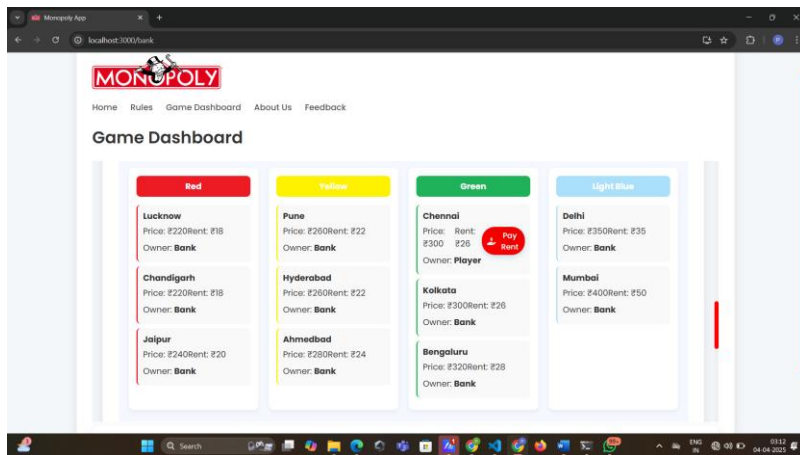 Monopoly App
localhost:3000/bank
MONOPOLY
Home Rules Game Dashboard About Us Feedback
Game Dashboard
Red
Lucknow
Price: ₹220Rent: ₹18
Owner: Bank
Chandigarh
Price: ₹220Rent: ₹18
Owner: Bank
Jaipur
Price: ₹240Rent: ₹20
Owner: Bank
Yellow
Pune
Price: ₹260Rent: ₹22
Owner: Bank
Hyderabad
Price: ₹260Rent: ₹22
Owner: Bank
Ahmedbad
Price: ₹280Rent: ₹24
Owner: Bank
Green
Chennai
Price: Rent:
₹300 ₹26
Pay
Rent
Owner: Player
Kolkata
Price: ₹300Rent: ₹26
Owner: Bank
Bengaluru
Price: ₹320Rent: ₹28
Owner: Bank
Light Blue
Delhi
Price: ₹350Rent: ₹35
Owner: Bank
Mumbai
Price: ₹400Rent: ₹50
Owner: Bank
Search
ENG
IN
03:12
04-04-2025